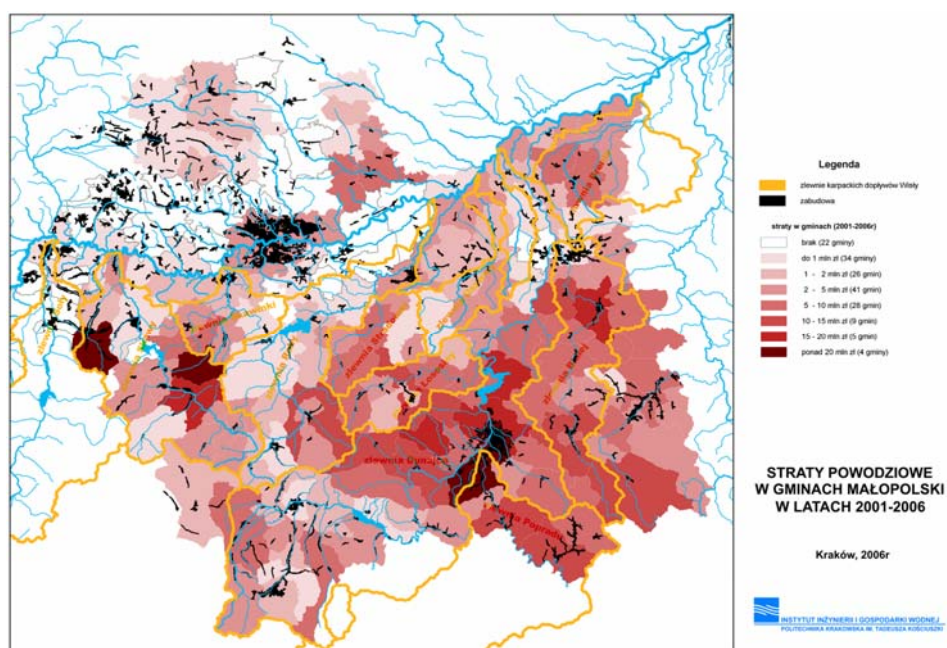 Legenda
zlewnie karpackich dopływów Wisły
zabudowa
straty w gminach (2001-2006r)
brak (22 gminy)
do 1 mln zł (34 gminy)
1 - 2 mln zł (26 gmin)
2 - 5 mln zł (41 gmin)
5 - 10 mln zł (28 gmin)
10 - 15 mln zł (9 gmin)
15 - 20 mln zł (5 gmin)
ponad 20 mln zł (4 gminy)
STRATY POWODZIOWE
W GMINACH MAŁOPOLSKI
W LATACH 2001-2006
Kraków, 2006r
INSTYTUT INŻYNIERII I GOSPODARKI WODNEJ
POLITECHNIKA KRAKOWSKA IM. TADEUSZA KOŚCIUSZKI
zlewnia Dunajca
zlewnia Popradu